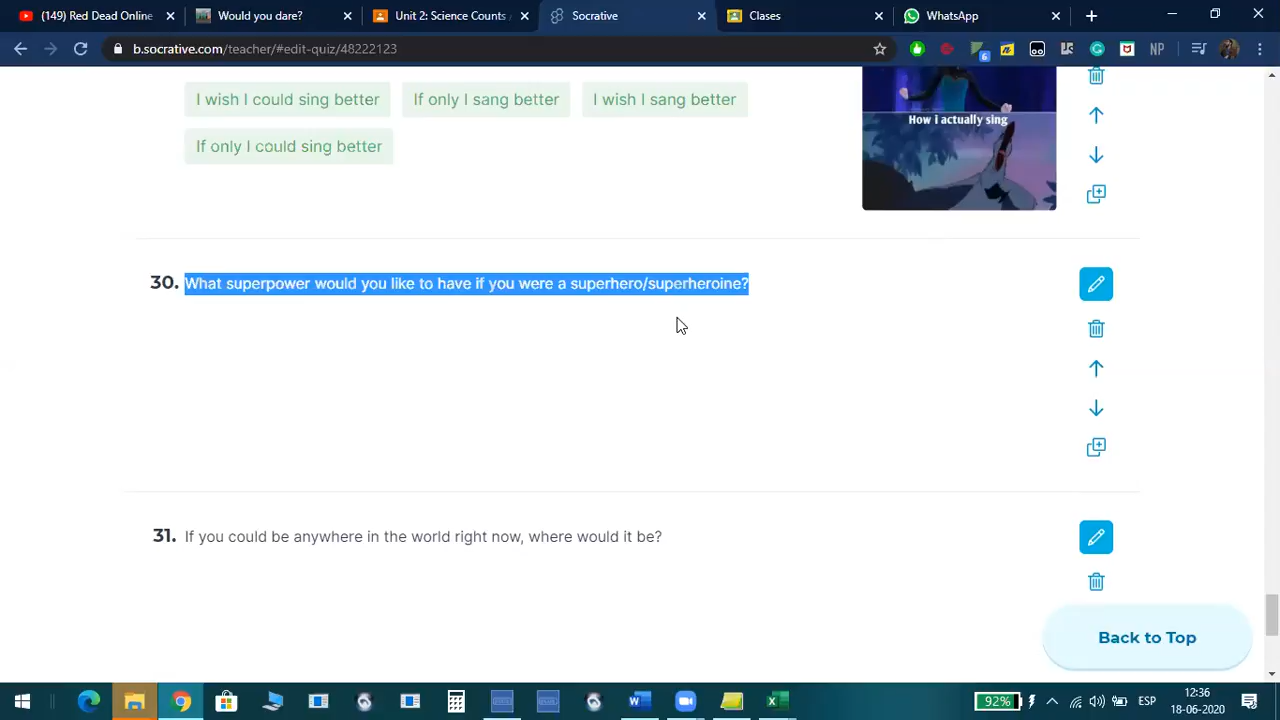 (149) Red Dead Online
Would you dare?
Unit 2: Science Counts
Socrative
Clases
WhatsApp
b.socrative.com/teacher/#edit-quiz/48222123
6
NP
I wish I could sing better
If only I sang better
I wish I sang better
How i actually sing
If only I could sing better
30. What superpower would you like to have if you were a superhero/superheroine?
31. If you could be anywhere in the world right now, where would it be?
Back to Top
92%
ESP
12:36
18-06-2020